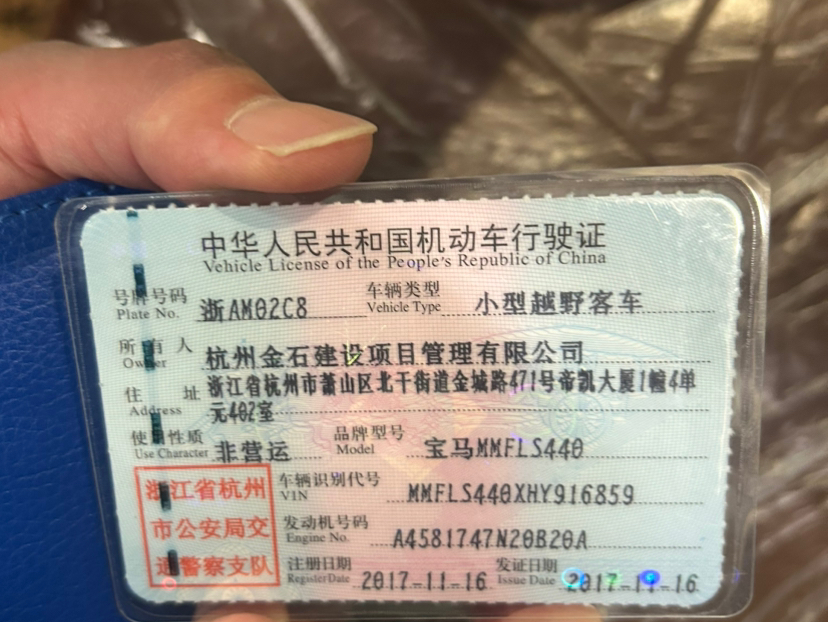 中华人民共和国机动车行驶证
Vehicle License of the People's Republic of China
号牌号码 浙AM02C8 车辆类型 小型越野客车
Plate No. Vehicle Type
所有人 杭州金石建设项目管理有限公司
Owner
住址 浙江省杭州市萧山区北干街道金城路471号帝凯大厦1幢4单
Address 元402室
使用性质 非营运 品牌型号 宝马MMFLS440
Use Character Model
浙江省杭州 车辆识别代号 MMFLS440XHY916859
VIN
市公安局交 发动机号码 A4581747N20B20A
Engine No.
通警察支队 注册日期 2017-11-16 发证日期 2017-11-16
Register Date Issue Date